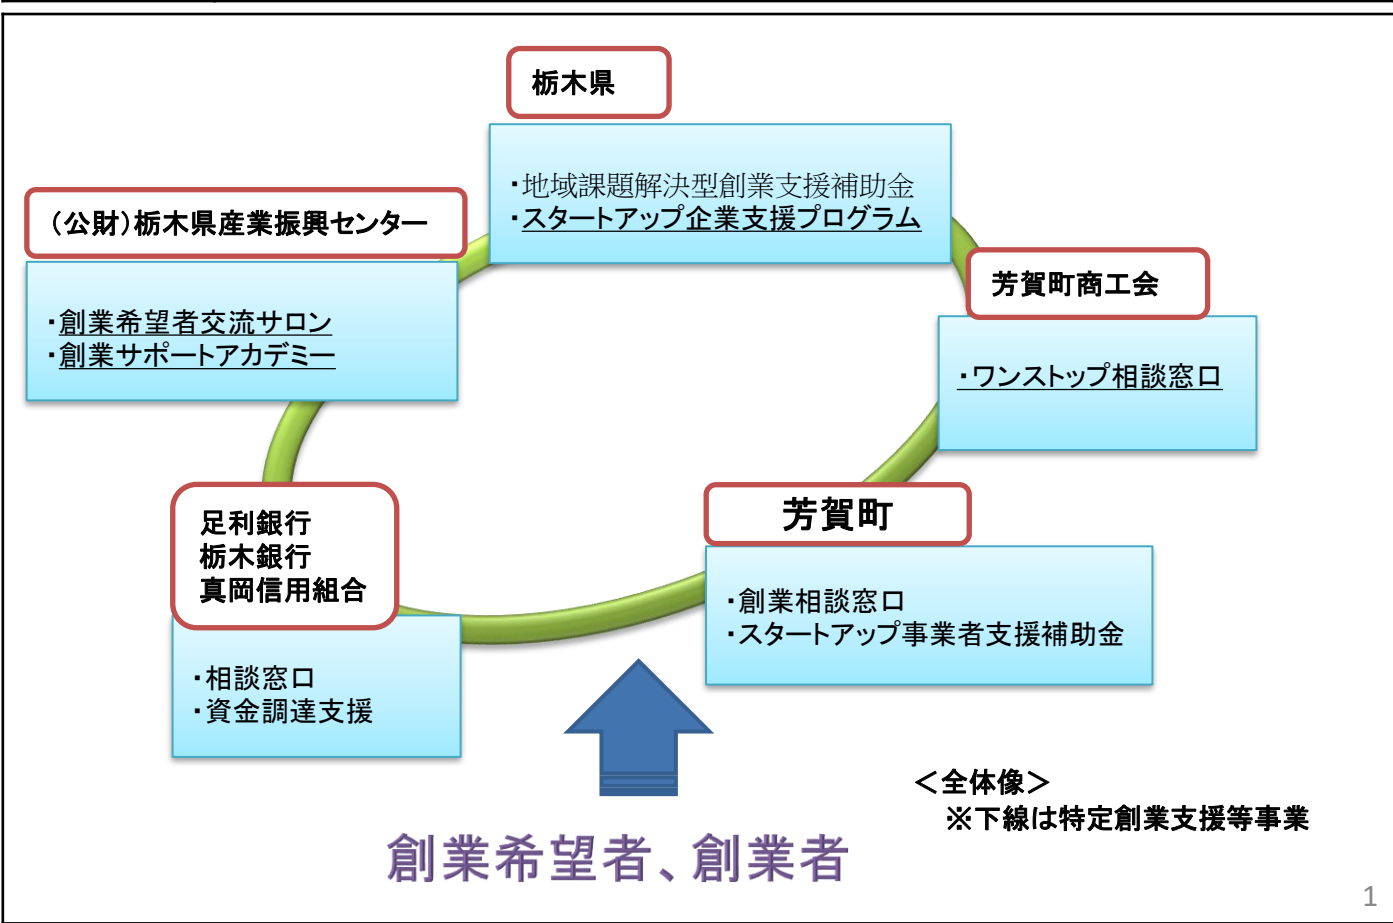 栃木県
・地域課題解決型創業支援補助金
・スタートアップ企業支援プログラム
（公財）栃木県産業振興センター
・創業希望者交流サロン
・創業サポートアカデミー
芳賀町商工会
・ワンストップ相談窓口
足利銀行
栃木銀行
真岡信用組合
・相談窓口
・資金調達支援
芳賀町
・創業相談窓口
・スタートアップ事業者支援補助金
＜全体像＞
※下線は特定創業支援等事業
創業希望者、創業者
1